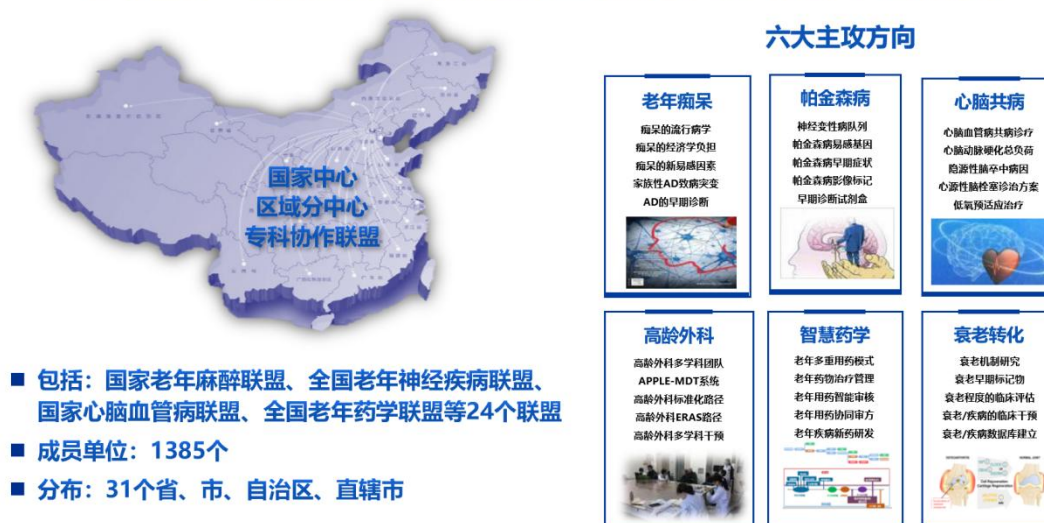 国家中心
区域分中心
专科协作联盟
■ 包括：国家老年麻醉联盟、全国老年神经疾病联盟、
国家心脑血管病联盟、全国老年药学联盟等24个联盟
■ 成员单位：1385个
■ 分布：31个省、市、自治区、直辖市
六大主攻方向
老年痴呆
痴呆的流行病学
痴呆的经济学负担
痴呆的新易感因素
家族性AD致病突变
AD的早期诊断
帕金森病
神经变性病队列
帕金森病易感基因
帕金森病早期症状
帕金森病影像标记
早期诊断试剂盒
心脑共病
心脑血管病共病诊疗
心脑动脉硬化总负荷
隐源性脑卒中病因
心源性脑栓塞诊治方案
低氧预适应治疗
高龄外科
高龄外科多学科团队
APPLE-MDT系统
高龄外科标准化路径
高龄外科ERAS路径
高龄外科多学科干预
智慧药学
老年多重用药模式
老年药物治疗管理
老年用药智能审核
老年用药协同审方
老年疾病新药研发
衰老转化
衰老机制研究
衰老早期标记物
衰老程度的临床评估
衰老/疾病的临床干预
衰老/疾病数据库建立